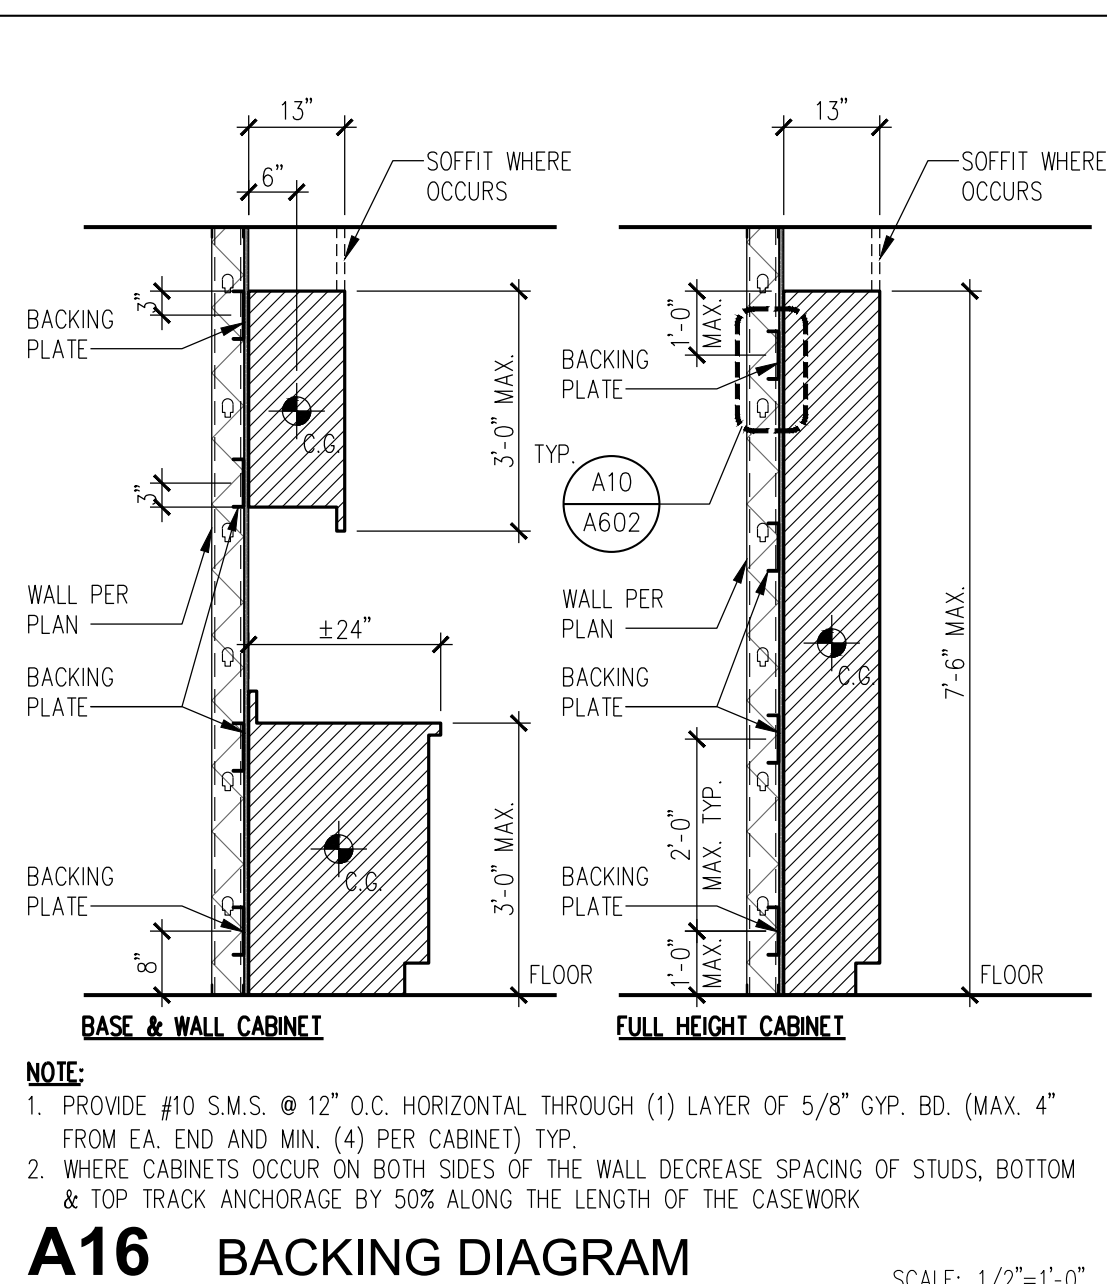 13"
6"
SOFFIT WHERE
OCCURS
3"
BACKING
PLATE
3'-0" MAX.
C.G.
3"
WALL PER
PLAN
±24"
BACKING
PLATE
3'-0" MAX.
C.G.
BACKING
PLATE
8"
FLOOR
BASE & WALL CABINET
13"
SOFFIT WHERE
OCCURS
1'-0"
MAX.
BACKING
PLATE
TYP.
A10
A602
WALL PER
PLAN
C.G.
7'-6" MAX.
BACKING
PLATE
2'-0"
MAX. TYP.
BACKING
PLATE
1'-0"
MAX.
FLOOR
FULL HEIGHT CABINET
NOTE:
1. PROVIDE #10 S.M.S. @ 12" O.C. HORIZONTAL THROUGH (1) LAYER OF 5/8" GYP. BD. (MAX. 4"
FROM EA. END AND MIN. (4) PER CABINET) TYP.
2. WHERE CABINETS OCCUR ON BOTH SIDES OF THE WALL DECREASE SPACING OF STUDS, BOTTOM
& TOP TRACK ANCHORAGE BY 50% ALONG THE LENGTH OF THE CASEWORK
A16 BACKING DIAGRAM
SCALE: 1/2"=1'-0"